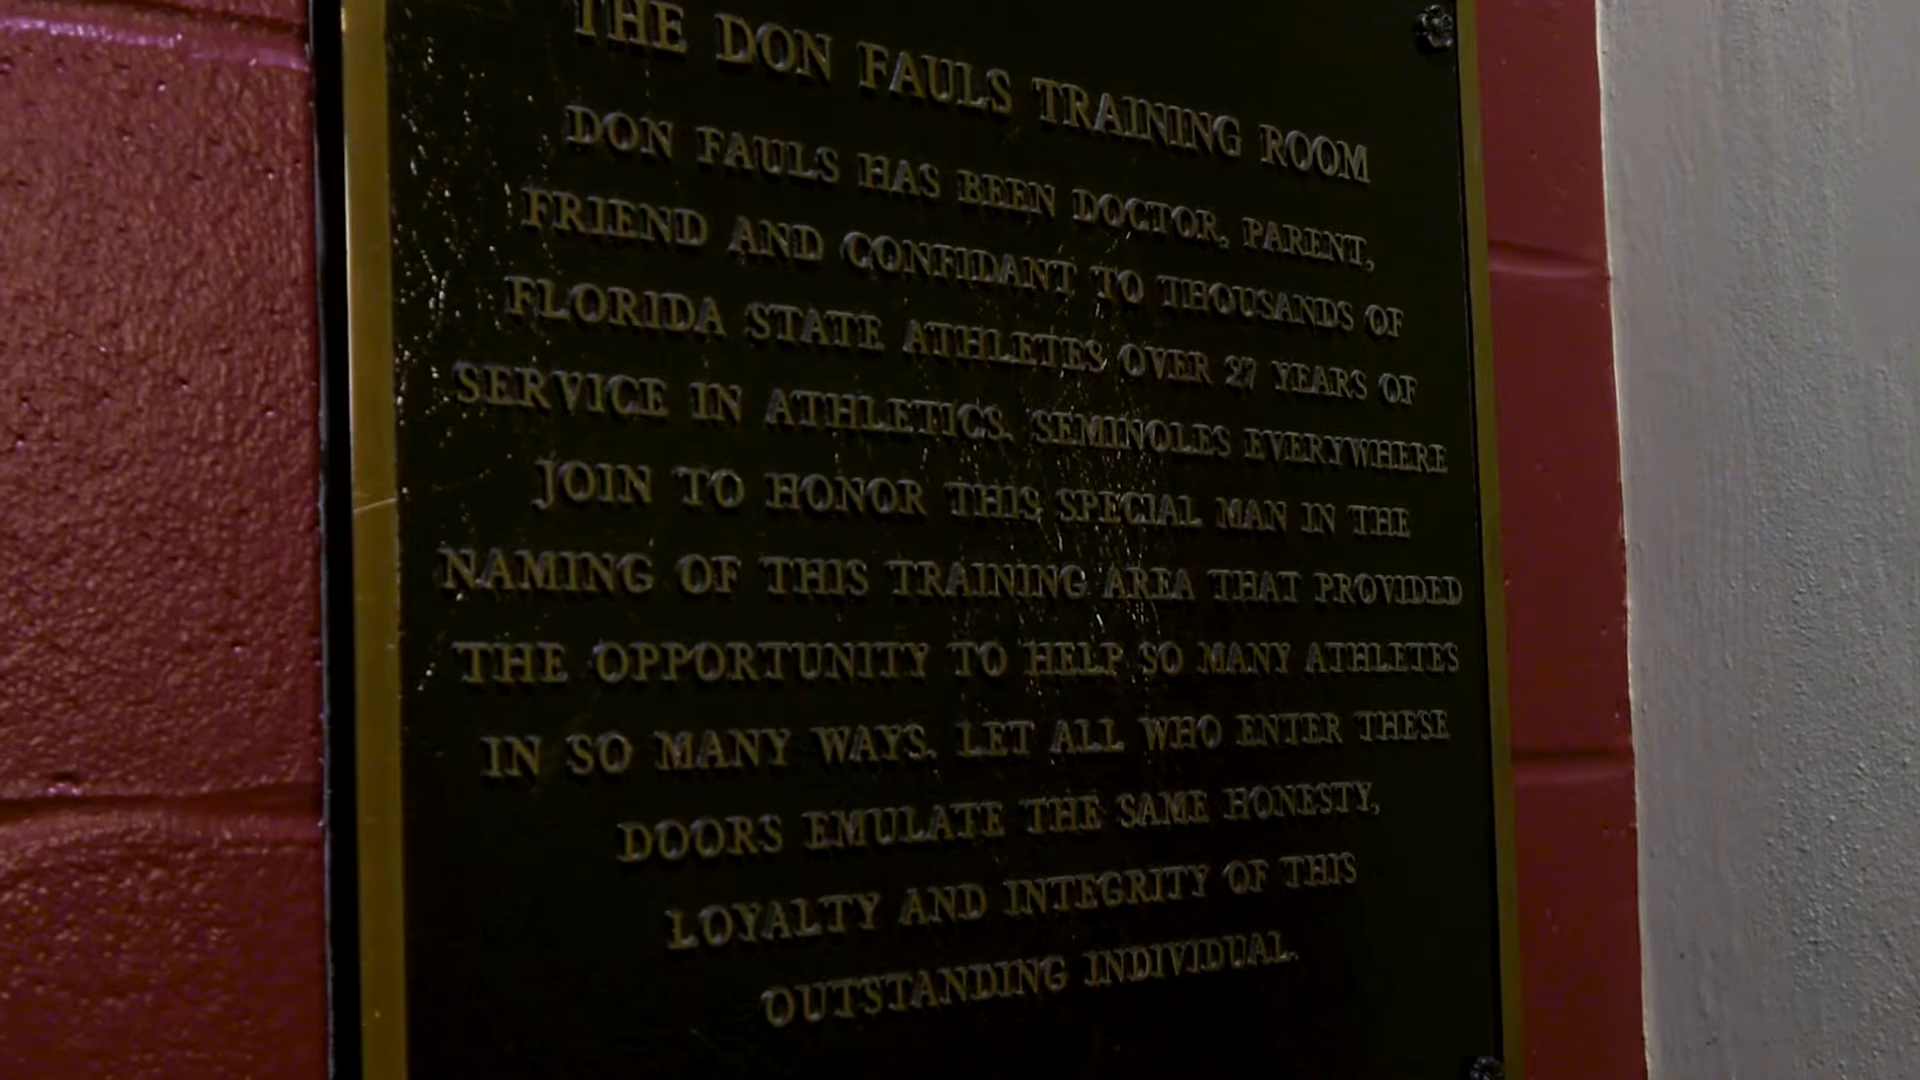 THE DON FAULS TRAINING ROOM
DON FAULS HAS BEEN DOCTOR, PARENT,
FRIEND AND CONFIDANT TO THOUSANDS OF
FLORIDA STATE ATHLETES OVER 27 YEARS OF
SERVICE IN ATHLETICS. SEMINOLES EVERYWHERE
JOIN TO HONOR THIS SPECIAL MAN IN THE
NAMING OF THIS TRAINING AREA THAT PROVIDED
THE OPPORTUNITY TO HELP SO MANY ATHLETES
IN SO MANY WAYS. LET ALL WHO ENTER THESE
DOORS EMULATE THE SAME HONESTY,
LOYALTY AND INTEGRITY OF THIS
OUTSTANDING INDIVIDUAL.